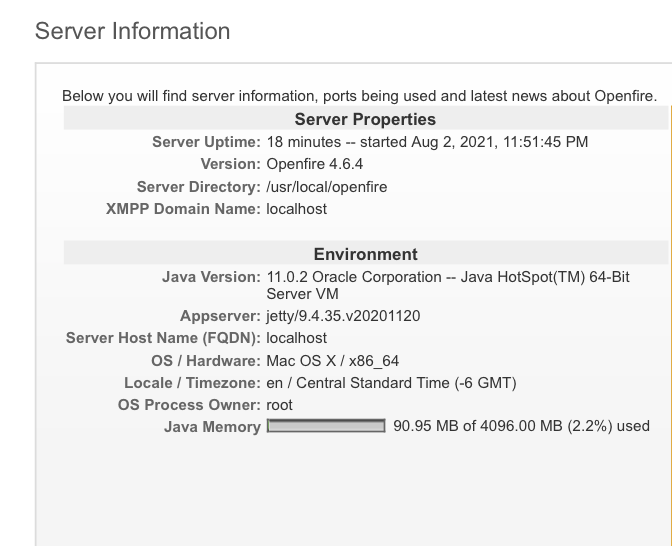 Server Information
Below you will find server information, ports being used and latest news about Openfire.
Server Properties
Server Uptime: 18 minutes -- started Aug 2, 2021, 11:51:45 PM
Version: Openfire 4.6.4
Server Directory: /usr/local/openfire
XMPP Domain Name: localhost
Environment
Java Version: 11.0.2 Oracle Corporation -- Java HotSpot(TM) 64-Bit
Server VM
Appserver: jetty/9.4.35.v20201120
Server Host Name (FQDN): localhost
OS / Hardware: Mac OS X / x86_64
Locale / Timezone: en / Central Standard Time (-6 GMT)
OS Process Owner: root
Java Memory 90.95 MB of 4096.00 MB (2.2%) used